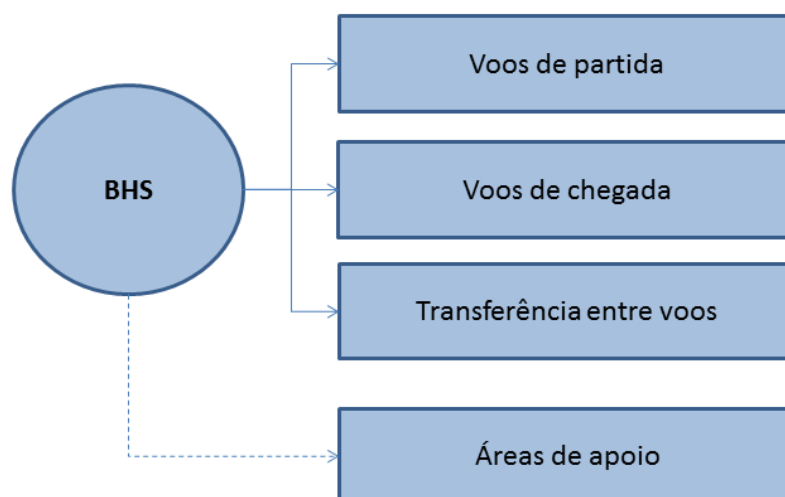 BHS
Voos de partida
Voos de chegada
Transferência entre voos
Áreas de apoio